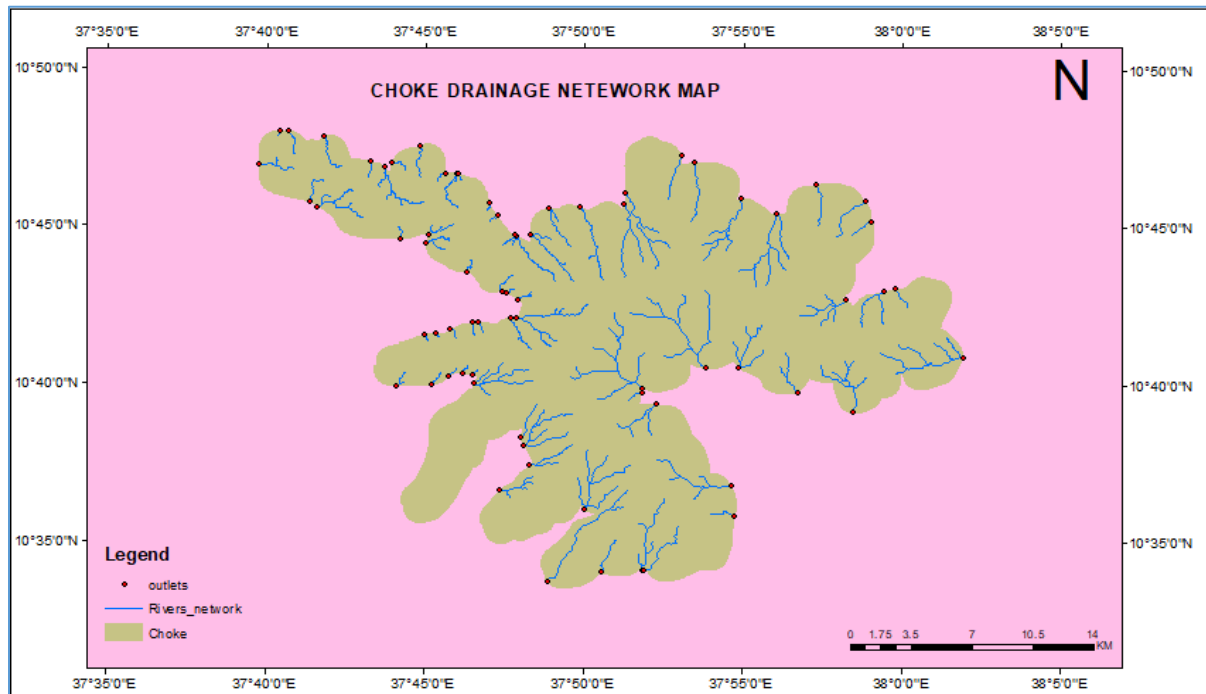 37°35'0"E 37°40'0"E 37°45'0"E 37°50'0"E 37°55'0"E 38°0'0"E 38°5'0"E
10°50'0"N 10°50'0"N
CHOKE DRAINAGE NETEWORK MAP
N
10°45'0"N 10°45'0"N
10°40'0"N 10°40'0"N
10°35'0"N 10°35'0"N
Legend
outlets
Rivers_network
Choke
0 1.75 3.5 7 10.5 14
KM
37°35'0"E 37°40'0"E 37°45'0"E 37°50'0"E 37°55'0"E 38°0'0"E 38°5'0"E